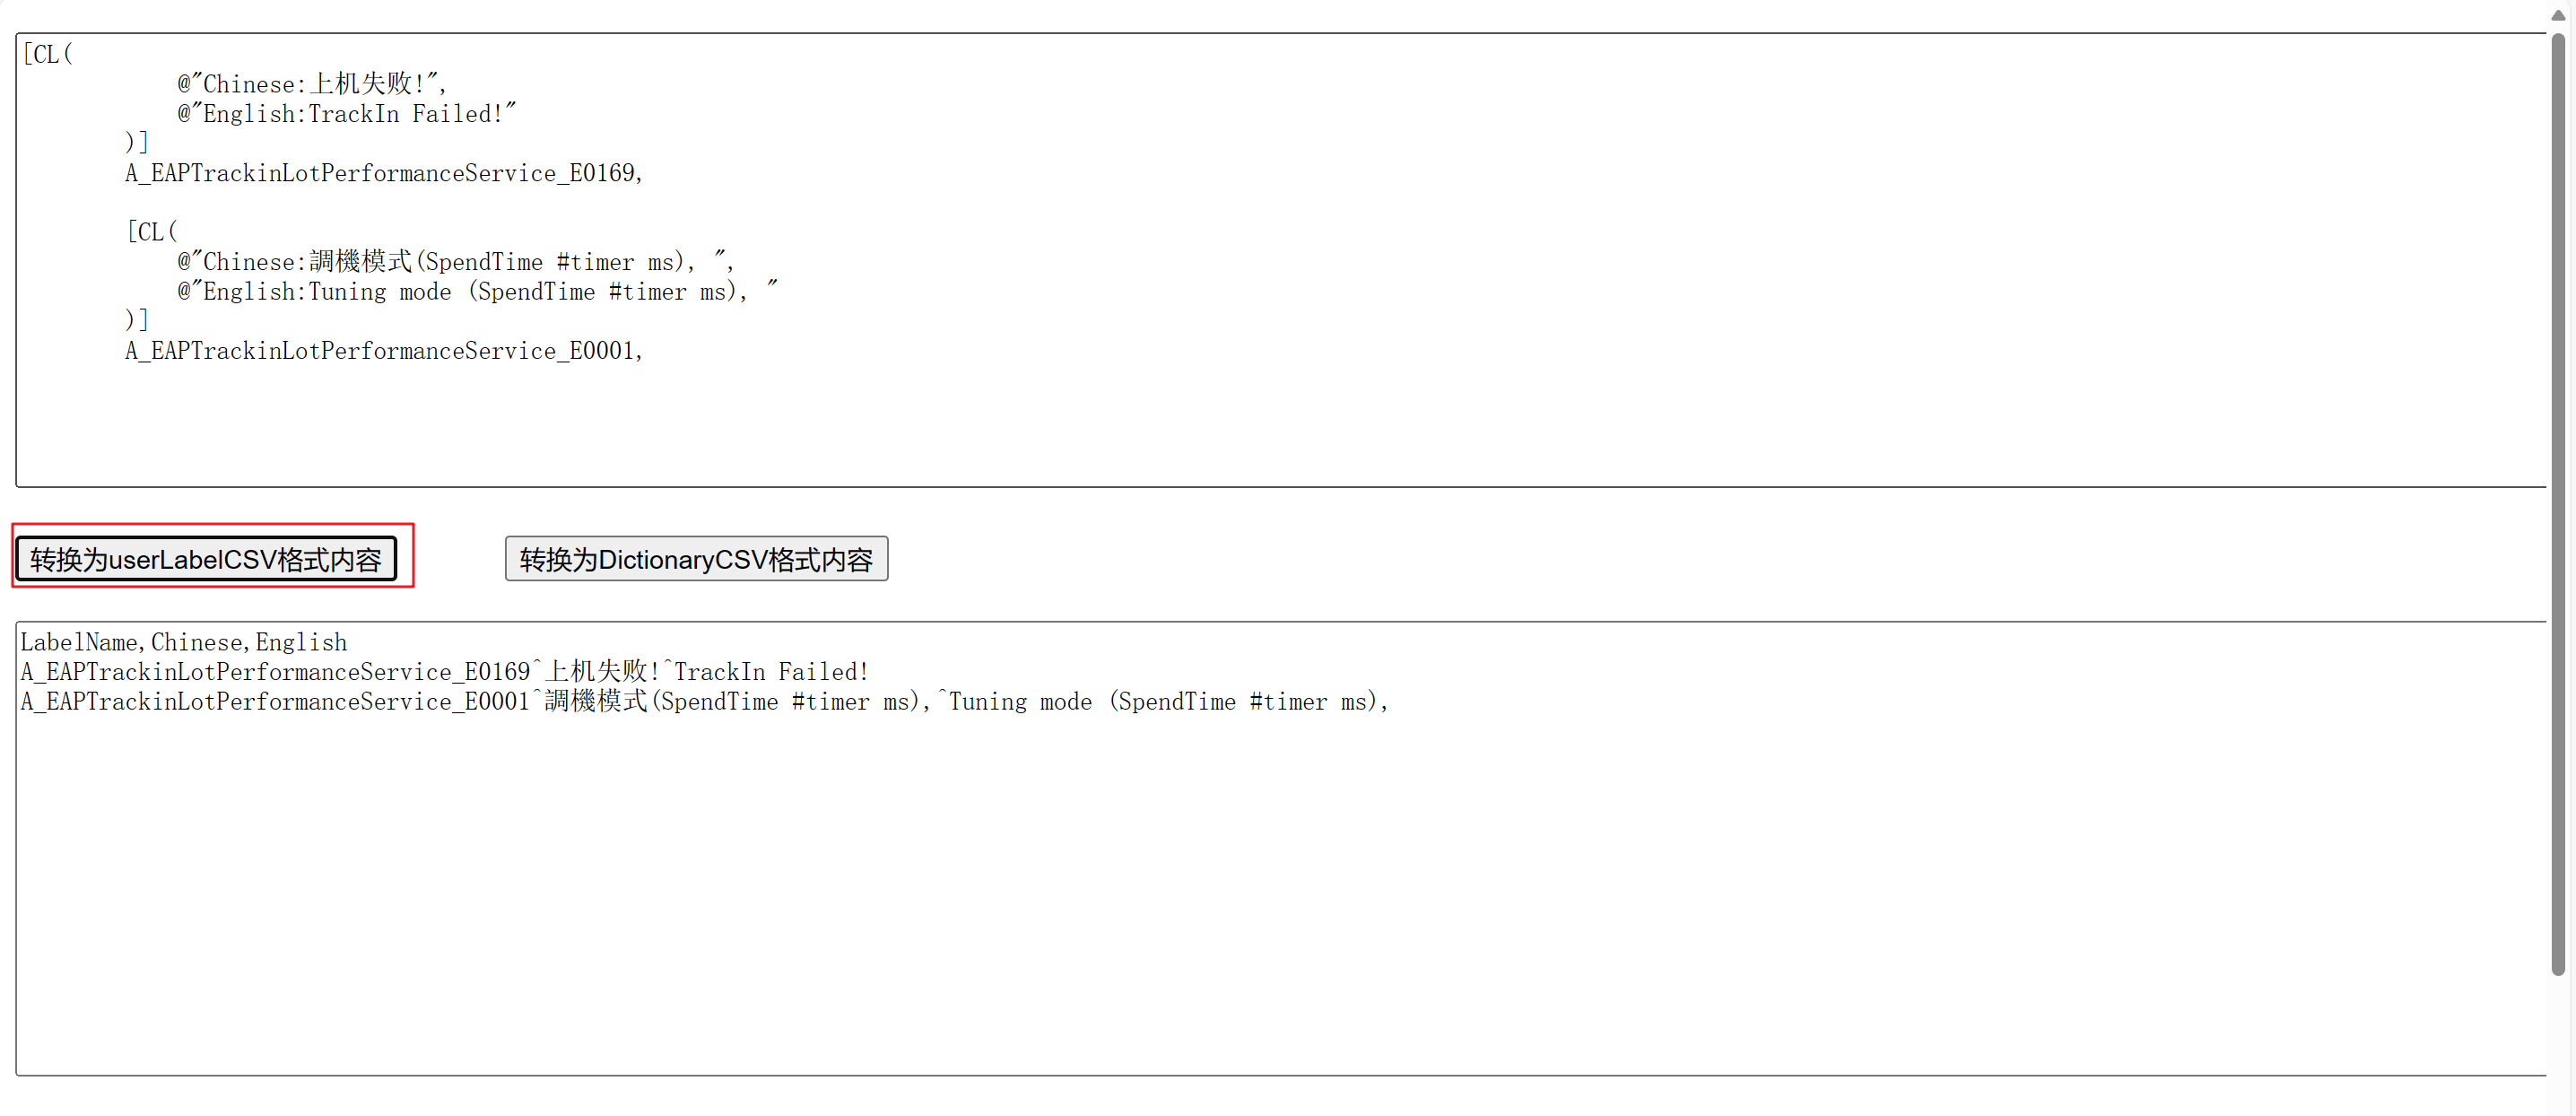 [CL(
@"Chinese:上机失败!",
@"English:TrackIn Failed!"
)]
A_EAPTrackinLotPerformanceService_E0169,
[CL(
@"Chinese:調機模式(SpendTime #timer ms), ",
@"English:Tuning mode (SpendTime #timer ms), "
)]
A_EAPTrackinLotPerformanceService_E0001,
转换为userLabelCSV格式内容
转换为DictionaryCSV格式内容
LabelName,Chinese,English
A_EAPTrackinLotPerformanceService_E0169^上机失败!^TrackIn Failed!
A_EAPTrackinLotPerformanceService_E0001^調機模式(SpendTime #timer ms),^Tuning mode (SpendTime #timer ms),